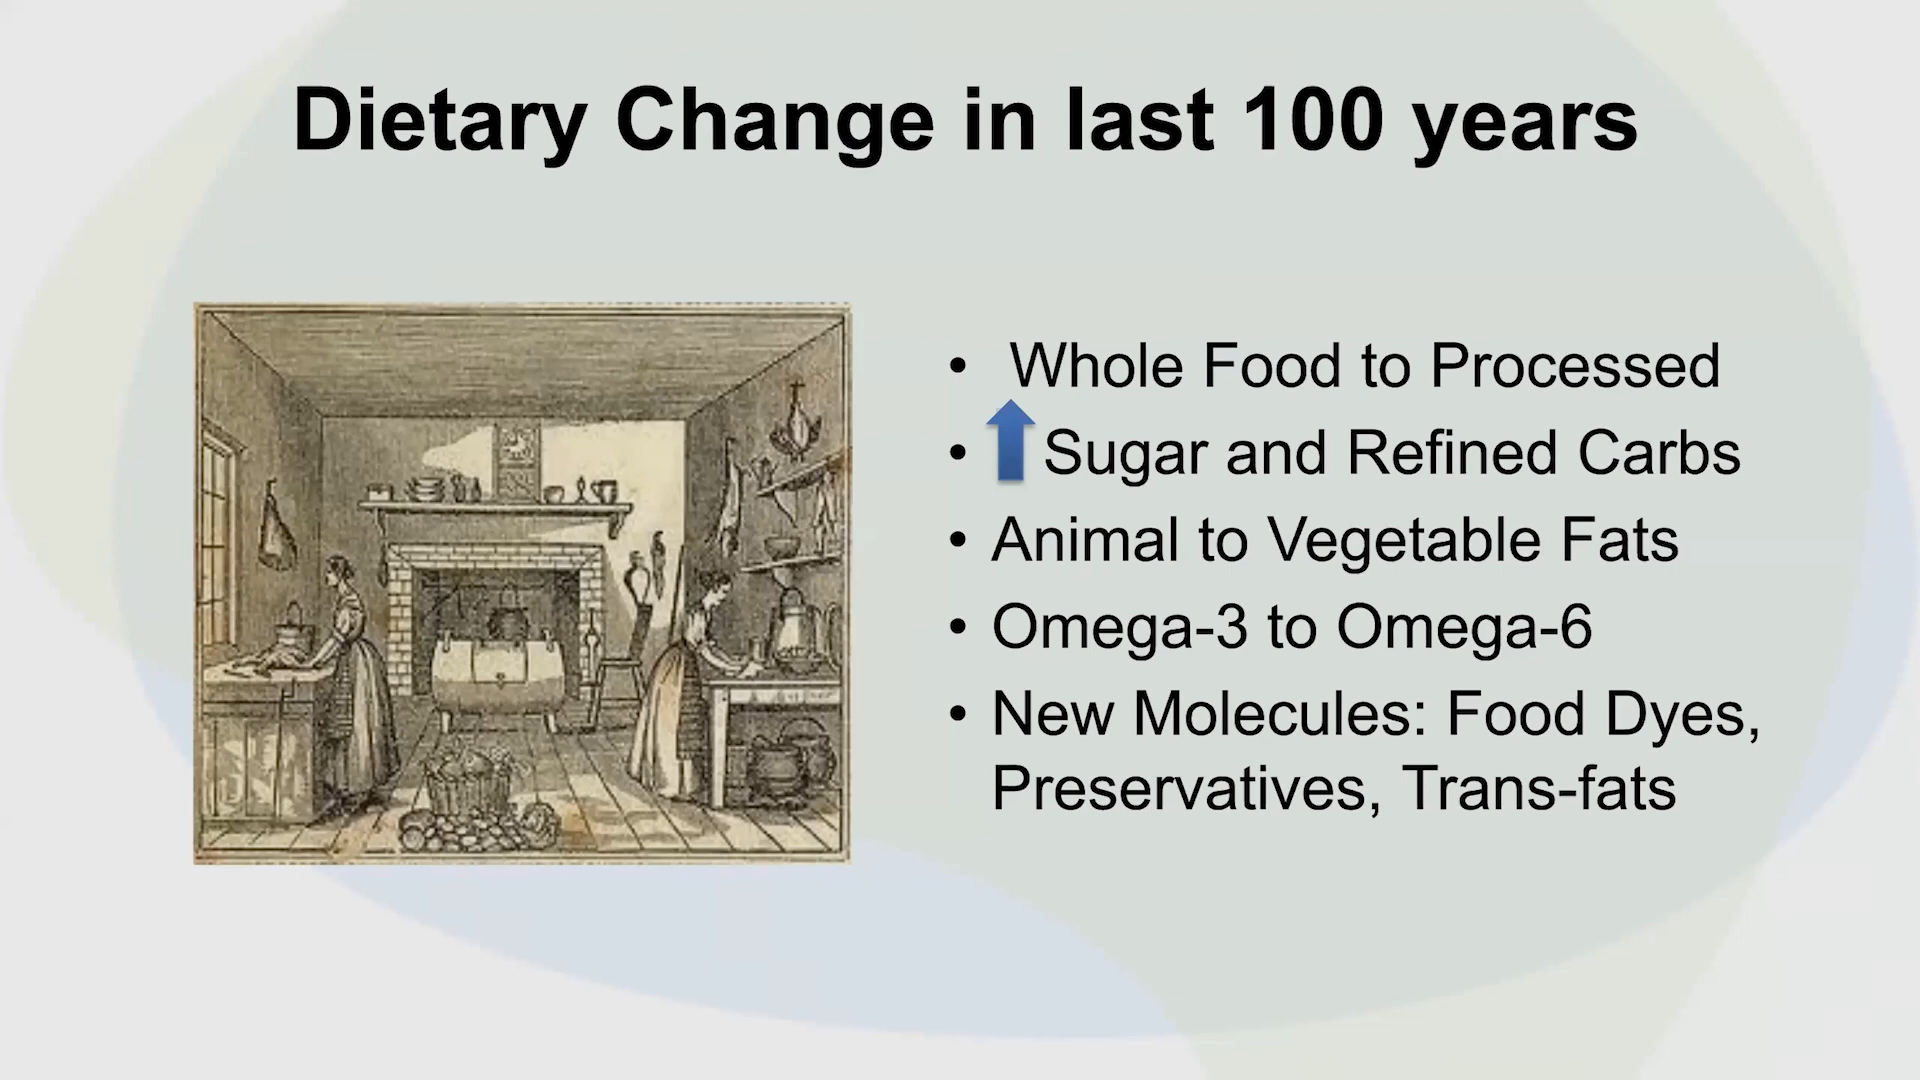 Dietary Change in last 100 years
• Whole Food to Processed
• Sugar and Refined Carbs
• Animal to Vegetable Fats
• Omega-3 to Omega-6
• New Molecules: Food Dyes,
Preservatives, Trans-fats